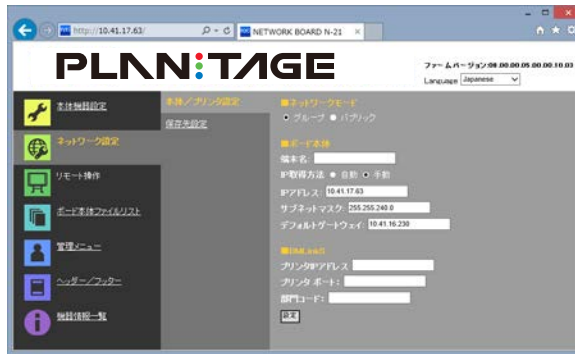 http://10.41.17.63/
NETWORK BOARD N-21
PLANTAGE
ファームバージョン:08.00.00.05.00.00.10.03
Language Japanese
本体機器設定
ネットワーク設定
リモート操作
ボード本体ファイルリスト
管理メニュー
ヘッダー/フッター
機器情報一覧
本体/プリンタ設定
保存先設定
■ネットワークモード
グループ パブリック
■ボード本体
端末名:
IP取得方法 自動 手動
IPアドレス: 10.41.17.63
サブネットマスク: 255.255.240.0
デフォルトゲートウェイ: 10.41.16.230
プリンタIPアドレス
プリンタ ポート:
部門コード:
設定